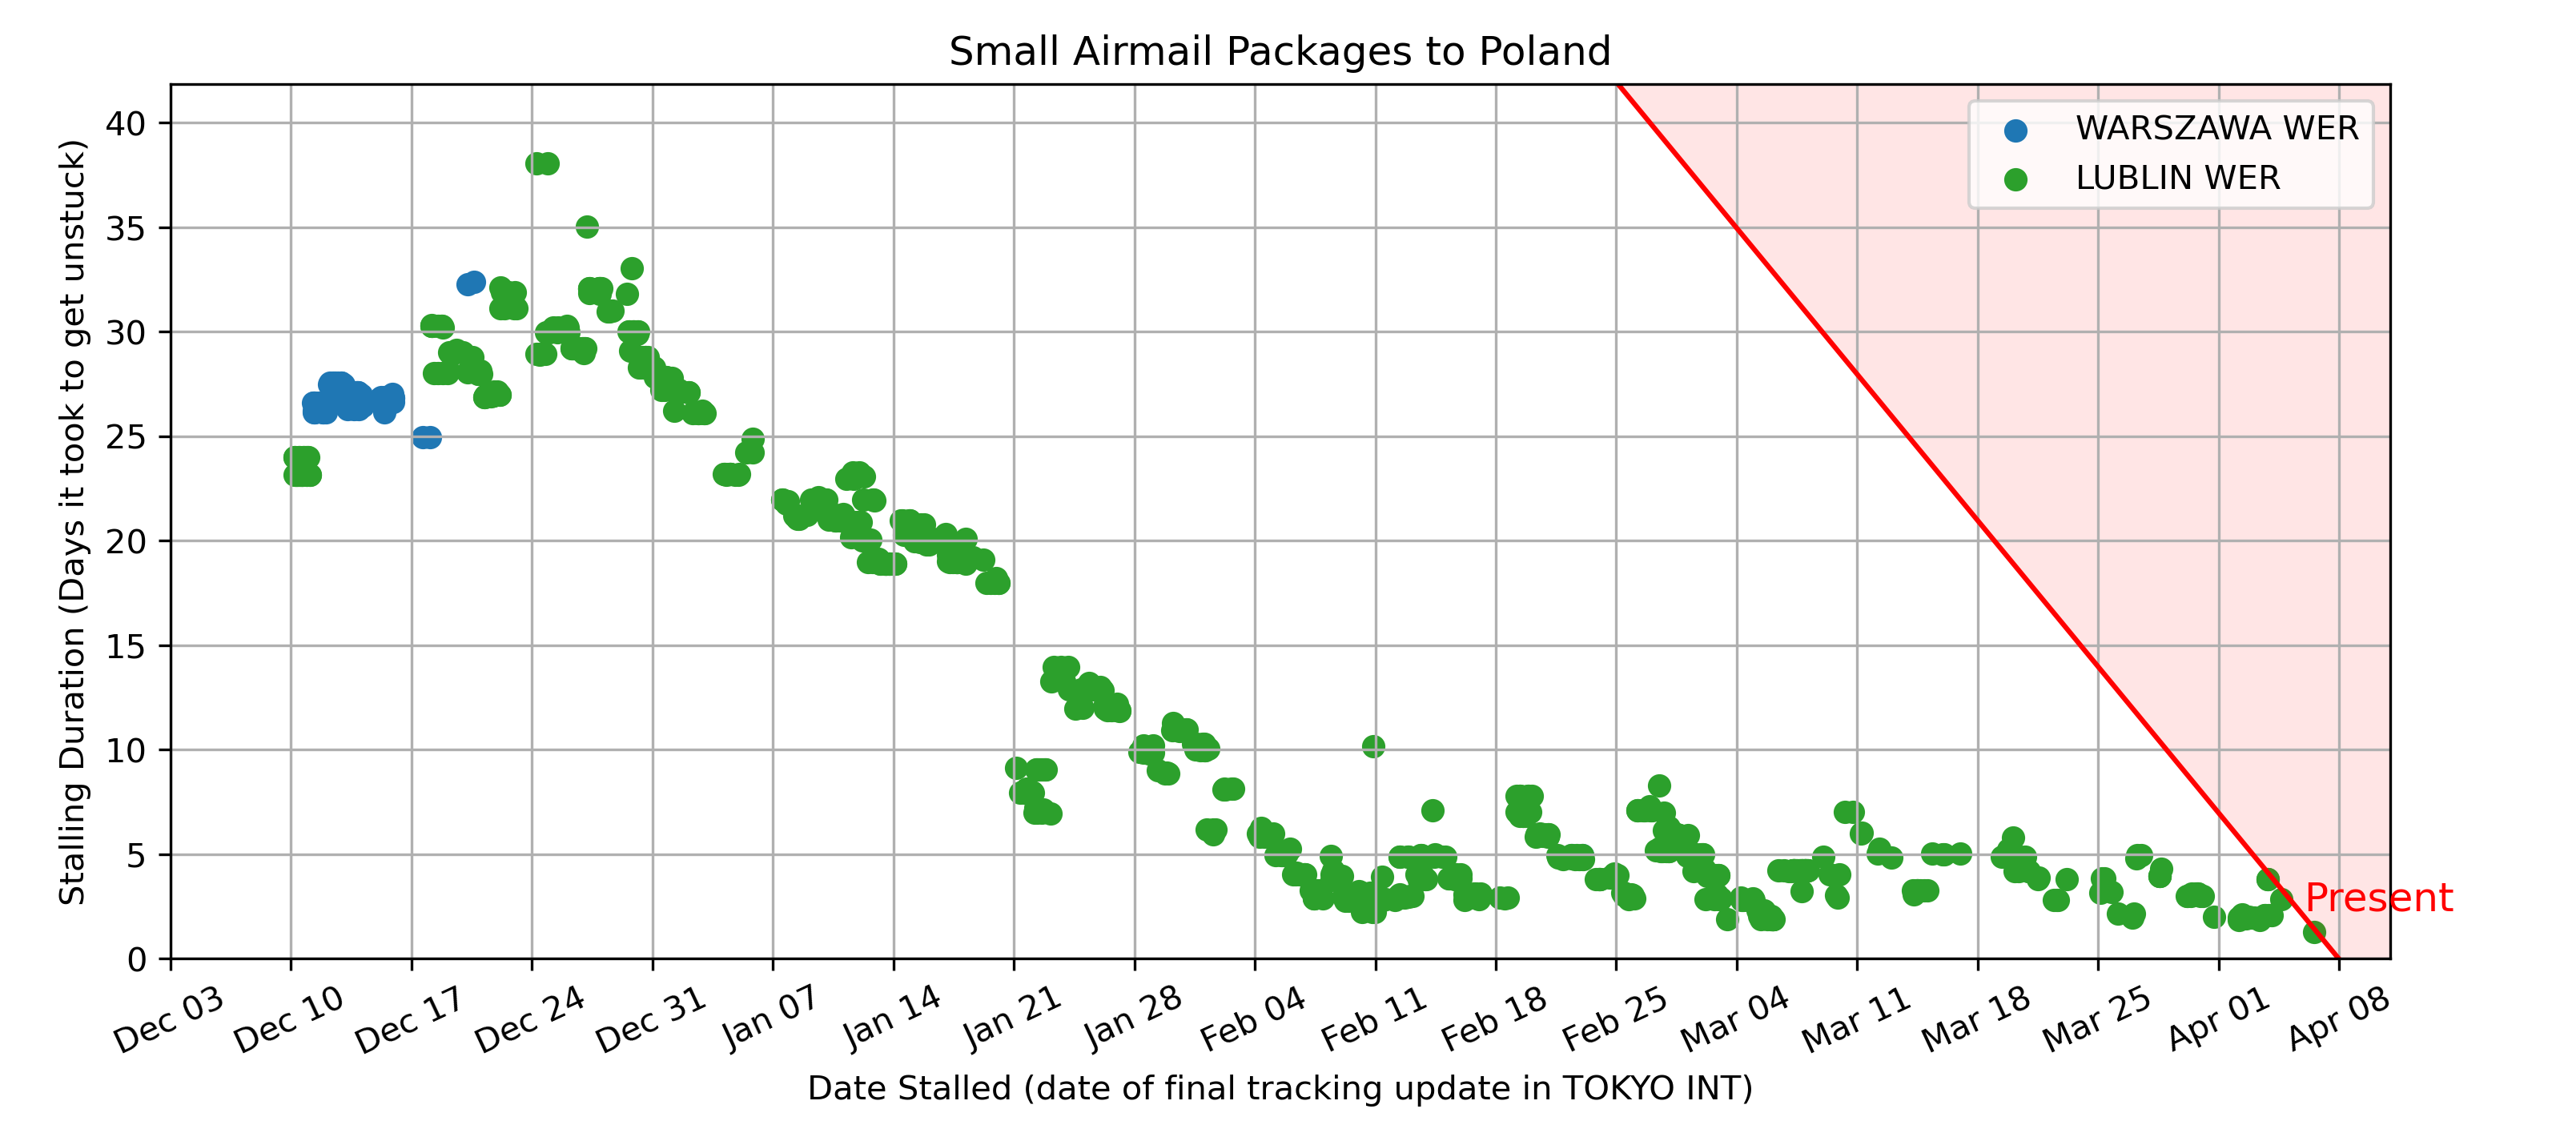 Small Airmail Packages to Poland
Stalling Duration (Days it took to get unstuck)
40
35
30
25
20
15
10
5
0
WARSZAWA WER
LUBLIN WER
Present
Dec 03
Dec 10
Dec 17
Dec 24
Dec 31
Jan 07
Jan 14
Jan 21
Jan 28
Feb 04
Feb 11
Feb 18
Feb 25
Mar 04
Mar 11
Mar 18
Mar 25
Apr 01
Apr 08
Date Stalled (date of final tracking update in TOKYO INT)